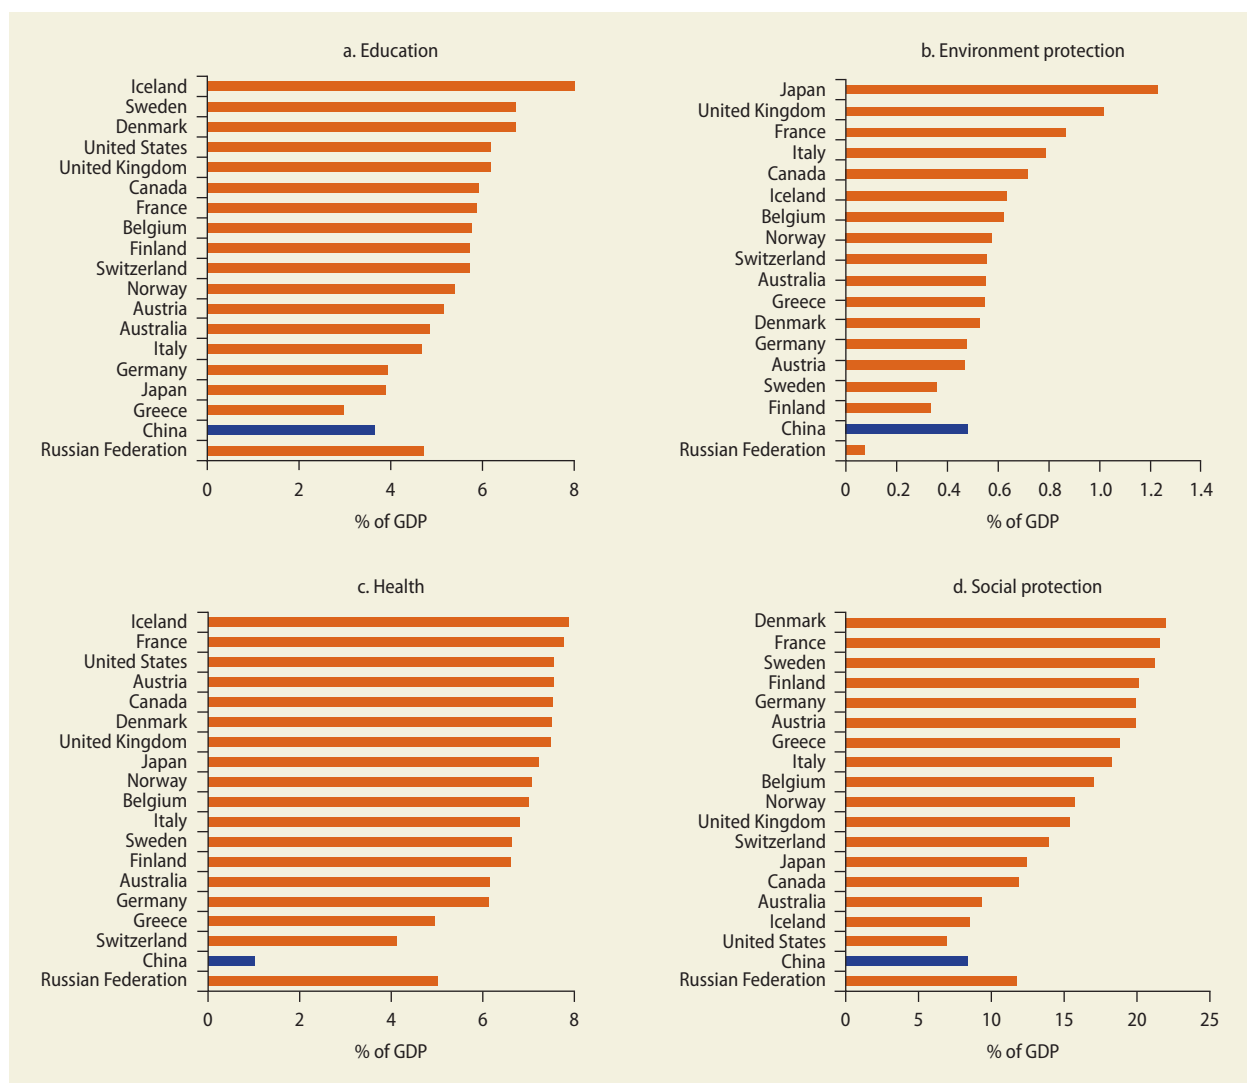 a. Education
Iceland
Sweden
Denmark
United States
United Kingdom
Canada
France
Belgium
Finland
Switzerland
Norway
Austria
Australia
Italy
Germany
Japan
Greece
China
Russian Federation
0 2 4 6 8
% of GDP
b. Environment protection
Japan
United Kingdom
France
Italy
Canada
Iceland
Belgium
Norway
Switzerland
Australia
Greece
Denmark
Germany
Austria
Sweden
Finland
China
Russian Federation
0 0.2 0.4 0.6 0.8 1.0 1.2 1.4
% of GDP
c. Health
Iceland
France
United States
Austria
Canada
Denmark
United Kingdom
Japan
Norway
Belgium
Italy
Sweden
Finland
Australia
Germany
Greece
Switzerland
China
Russian Federation
0 2 4 6 8
% of GDP
d. Social protection
Denmark
France
Sweden
Finland
Germany
Austria
Greece
Italy
Belgium
Norway
United Kingdom
Switzerland
Japan
Canada
Australia
Iceland
United States
China
Russian Federation
0 5 10 15 20 25
% of GDP